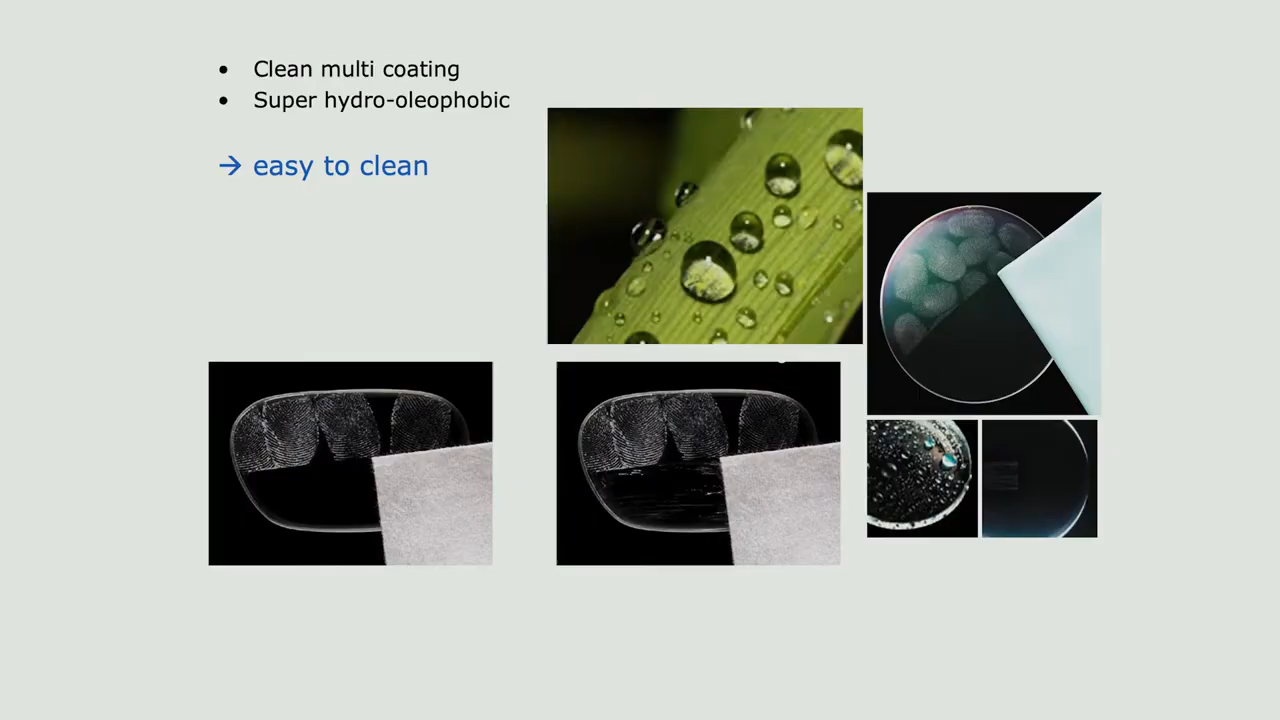 • Clean multi coating
• Super hydro-oleophobic
→ easy to clean